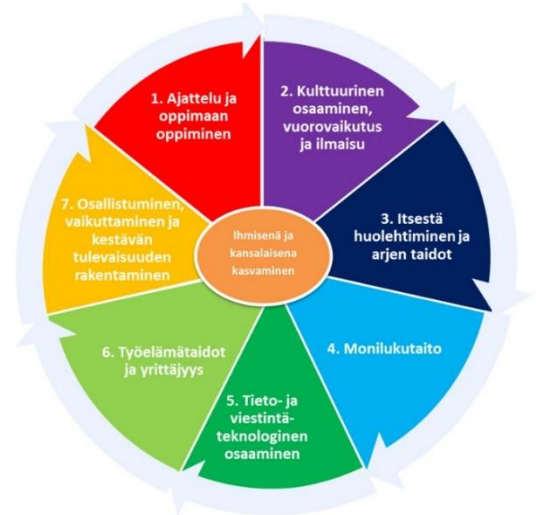 1. Ajattelu ja
oppimaan
oppiminen
2. Kulttuurinen
osaaminen,
vuorovaikutus
ja ilmaisu
3. Itsestä
huolehtiminen ja
arjen taidot
4. Monilukutaito
5. Tieto- ja
viestintä-
teknologinen
osaaminen
6. Työelämätaidot
ja yrittäjyys
7. Osallistuminen,
vaikuttaminen ja
kestävän
tulevaisuuden
rakentaminen
Ihmisenä ja
kansalaisena
kasvaminen